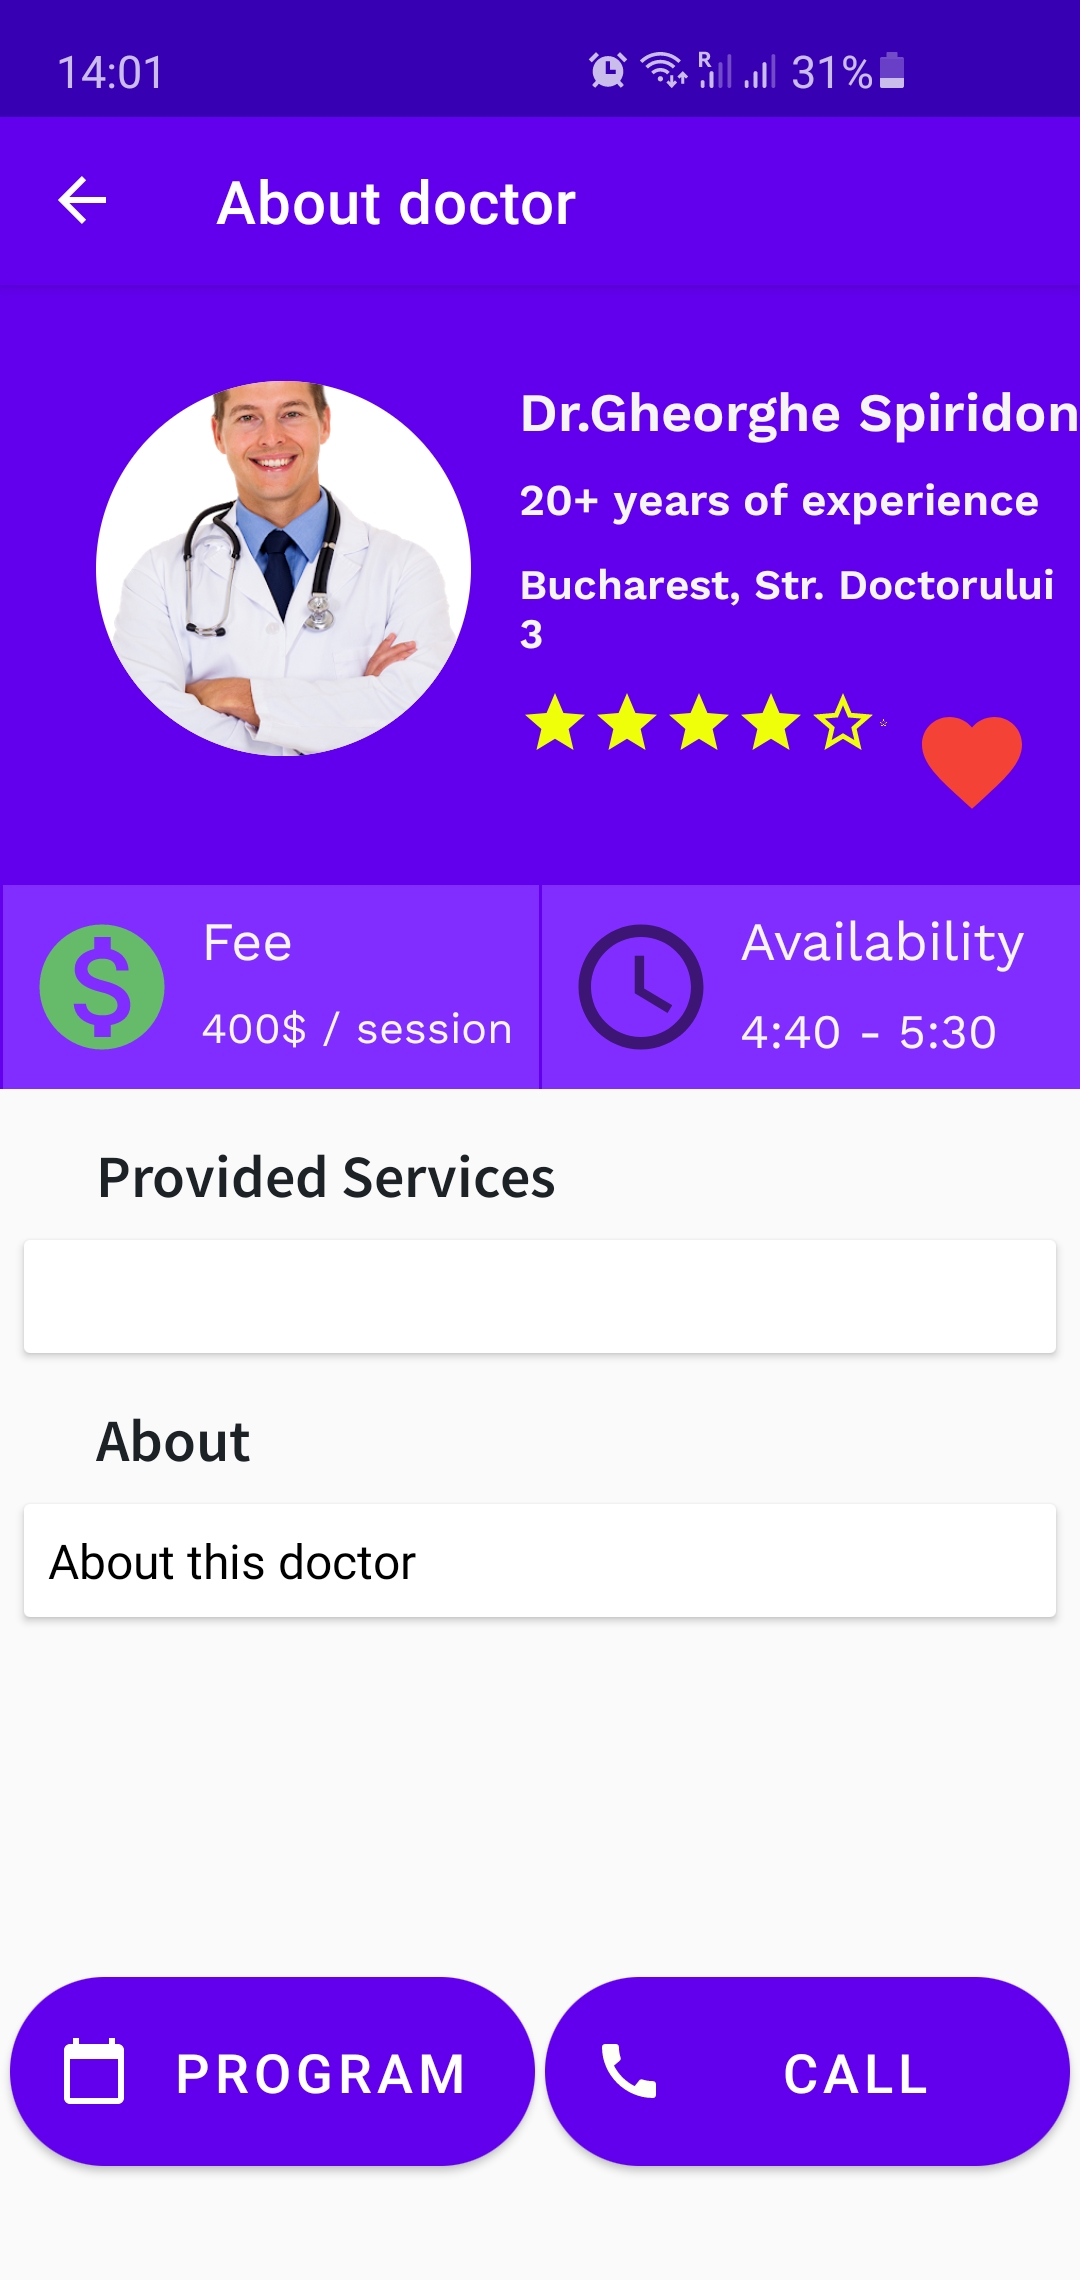 14:01
R 31%
About doctor
Dr.Gheorghe Spiridon
20+ years of experience
Bucharest, Str. Doctorului
3
Fee
400$ / session
Availability
4:40 - 5:30
Provided Services
About
About this doctor
PROGRAM
CALL